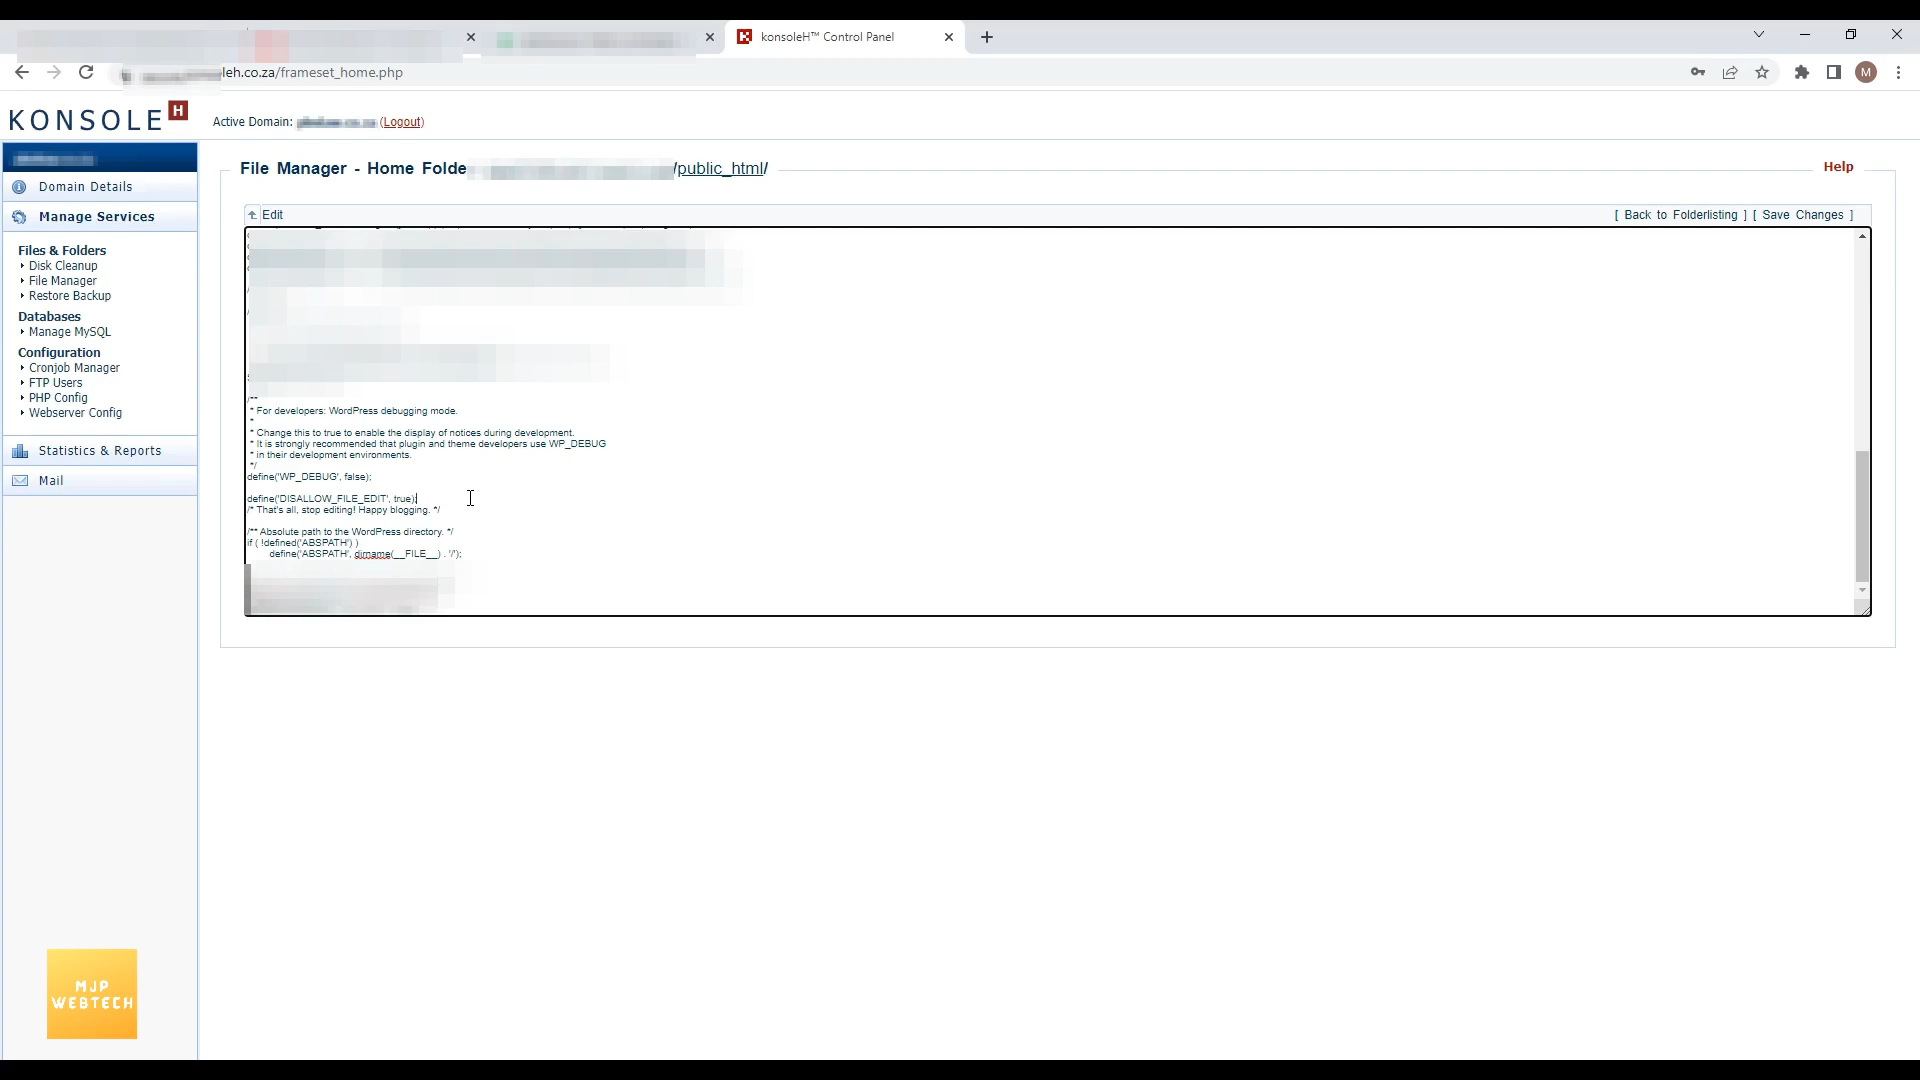 konsoleH™ Control Panel
leh.co.za/frameset_home.php
M
KONSOLE H
Active Domain: (Logout)
Domain Details
Manage Services
Files & Folders
Disk Cleanup
File Manager
Restore Backup
Databases
Manage MySQL
Configuration
Cronjob Manager
FTP Users
PHP Config
Webserver Config
Statistics & Reports
Mail
File Manager - Home Folde /public_html/
Help
Edit
[ Back to Folderlisting ] [ Save Changes ]
/**
* For developers: WordPress debugging mode.
*
* Change this to true to enable the display of notices during development.
* It is strongly recommended that plugin and theme developers use WP_DEBUG
* in their development environments.
*/
define('WP_DEBUG', false);
define('DISALLOW_FILE_EDIT', true);
/* That's all, stop editing! Happy blogging. */
/** Absolute path to the WordPress directory. */
if ( !defined('ABSPATH') )
define('ABSPATH', dirname(__FILE__) . '/');
MJP
WEBTECH